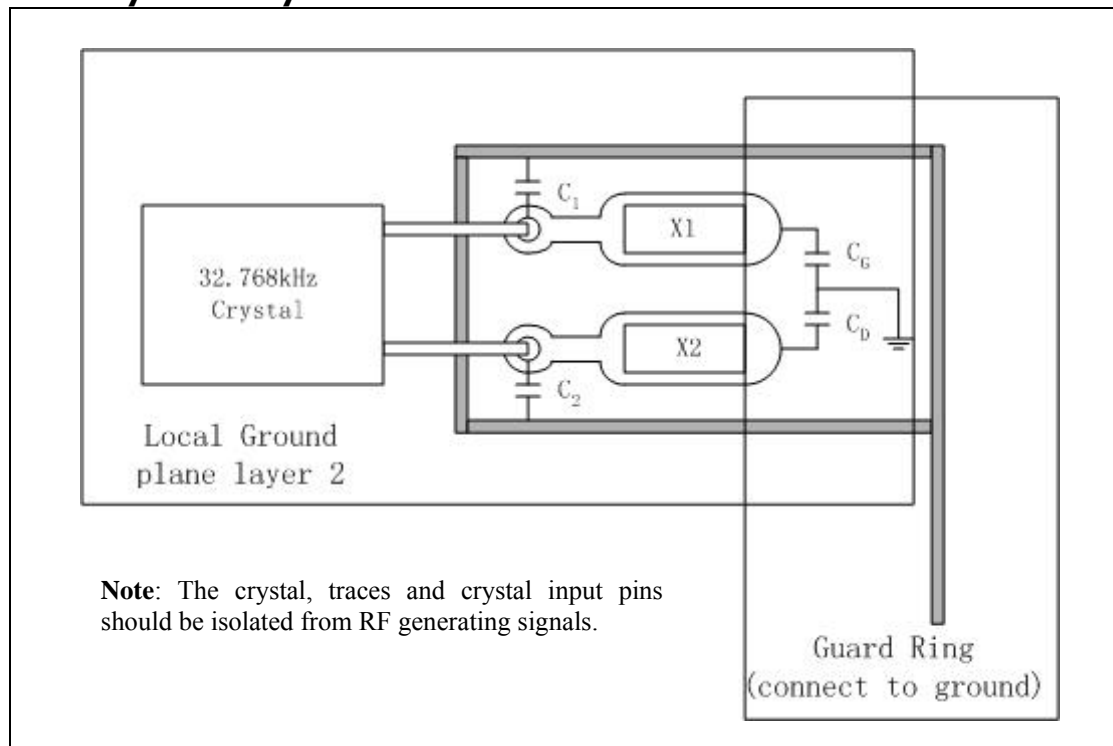 C1
X1
CG
32.768kHz
Crystal
CD
X2
C2
Local Ground
plane layer 2
Note: The crystal, traces and crystal input pins
should be isolated from RF generating signals.
Guard Ring
(connect to ground)